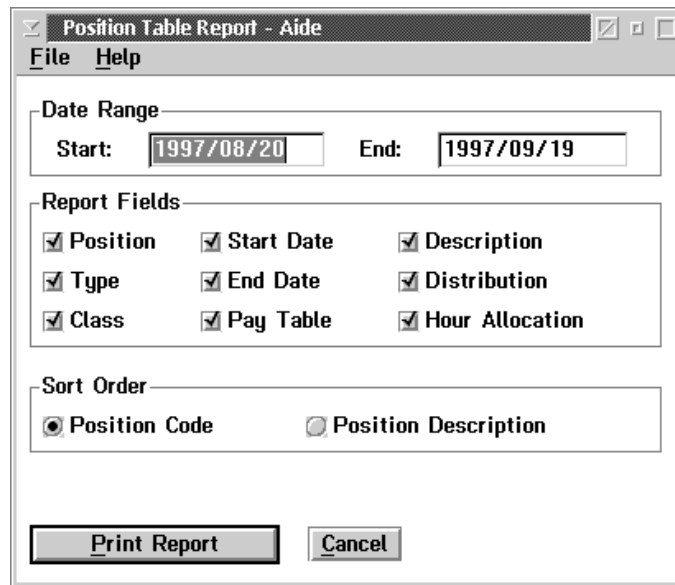 Position Table Report - Aide
File Help
Date Range
Start: 1997/08/20 End: 1997/09/19
Report Fields
Position Start Date Description
Type End Date Distribution
Class Pay Table Hour Allocation
Sort Order
Position Code Position Description
Print Report Cancel